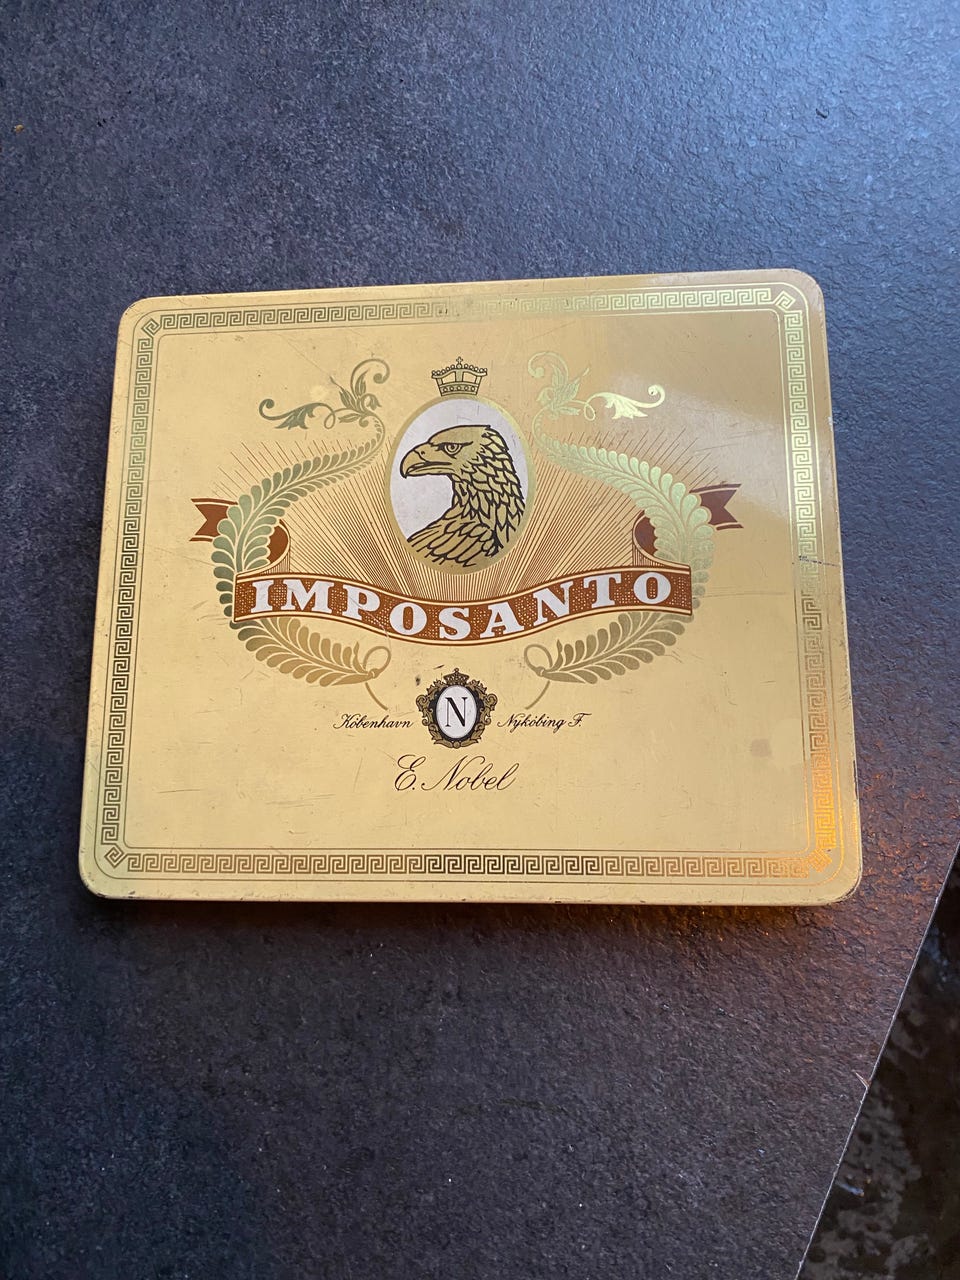 IMPOSANTO
København N Nykøbing F.
E. Nobel